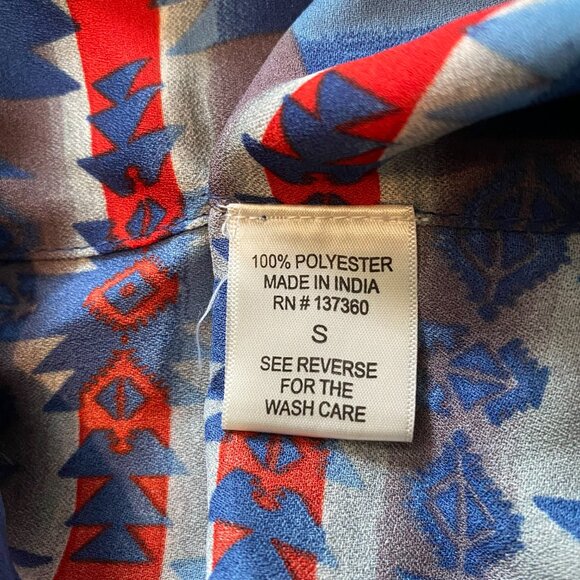 100% POLYESTER
MADE IN INDIA
RN # 137360
S
SEE REVERSE
FOR THE
WASH CARE